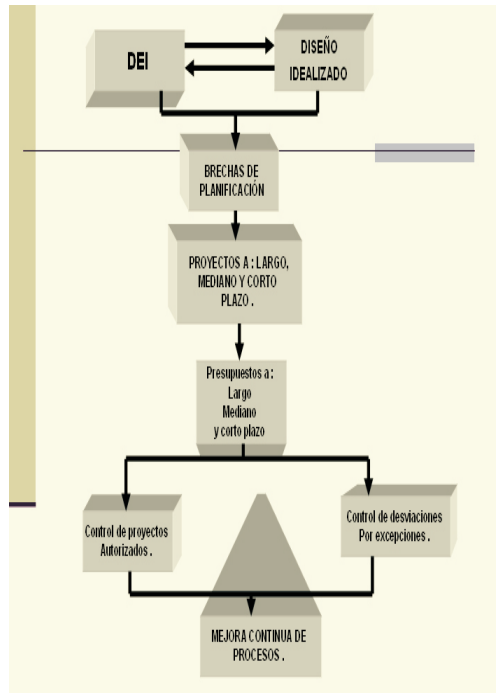 DEI
DISEÑO
IDEALIZADO
BRECHAS DE
PLANIFICACIÓN
PROYECTOS A : LARGO,
MEDIANO Y CORTO
PLAZO .
Presupuestos a :
Largo
Mediano
y corto plazo
Control de proyectos
Autorizados .
Control de desviaciones
Por excepciones .
MEJORA CONTINUA DE
PROCESOS .